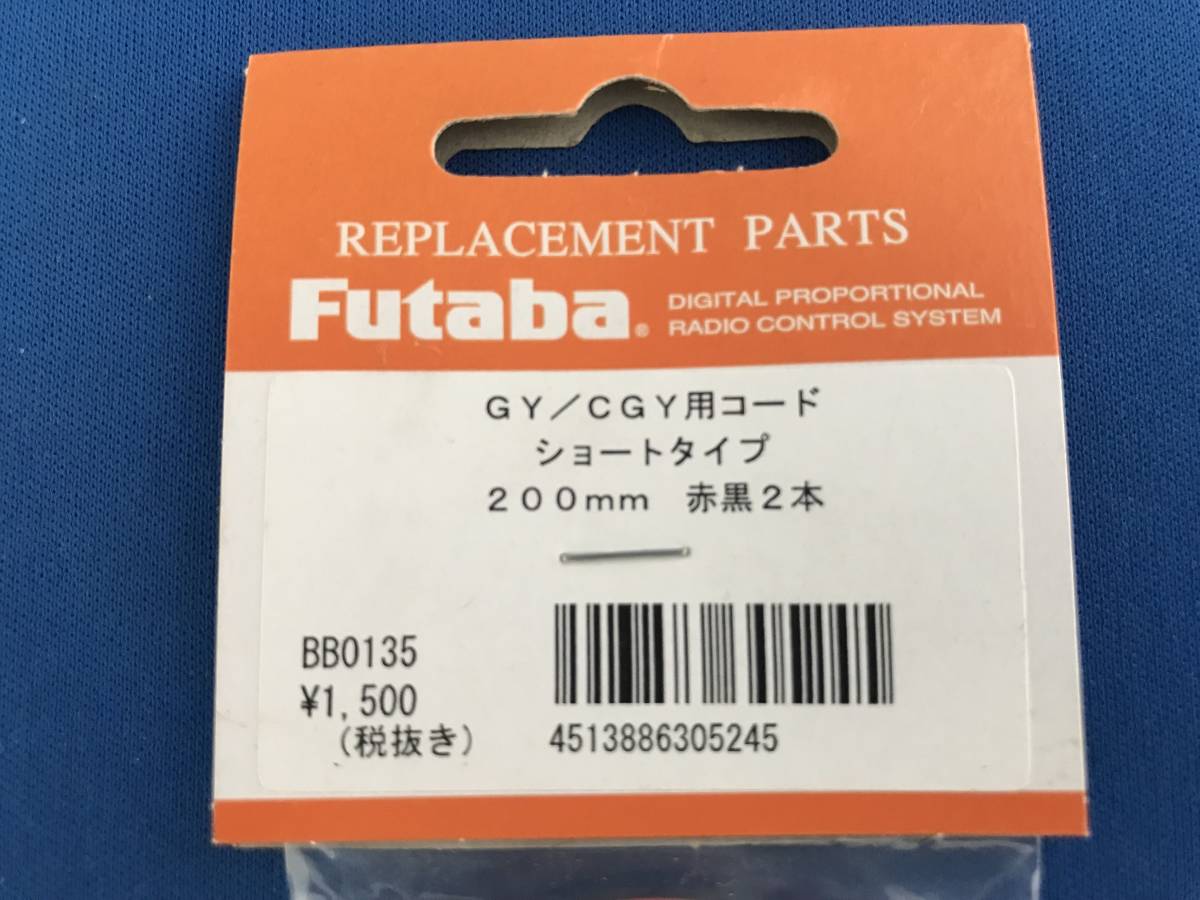 REPLACEMENT PARTS
Futaba®
DIGITAL PROPORTIONAL
RADIO CONTROL SYSTEM
ＧＹ／ＣＧＹ用コード
ショートタイプ
２００ｍｍ　赤黒２本
BB0135
¥1,500
(税抜き)
4513886305245